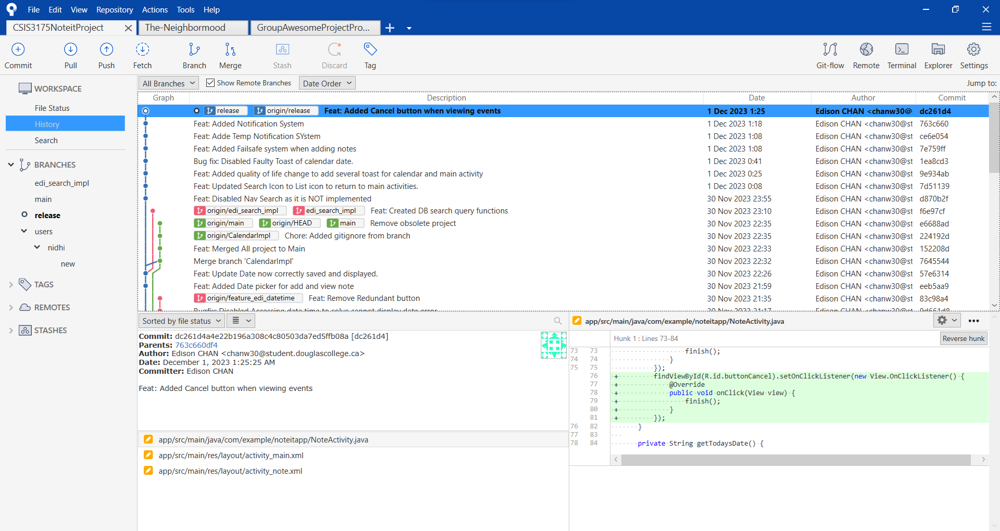 File Edit View Repository Actions Tools Help
CSIS3175NoteitProject The-Neighbormood GroupAwesomeProjectPro...
Commit Pull Push Fetch Branch Merge Stash Discard Tag Git-flow Remote Terminal Explorer Settings
WORKSPACE
File Status
History
Search
BRANCHES
edi_search_impl
main
release
users
nidhi
new
TAGS
REMOTES
STASHES
All Branches Show Remote Branches Date Order Jump to:
Graph Description Date Author Commit
release origin/release Feat: Added Cancel button when viewing events 1 Dec 2023 1:25 Edison CHAN <chanw30@ dc261d4
Feat: Added Notification System 1 Dec 2023 1:18 Edison CHAN <chanw30@st 763c660
Feat: Adde Temp Notification SYstem 1 Dec 2023 1:08 Edison CHAN <chanw30@st ce6e054
Feat: Added Failsafe system when adding notes 1 Dec 2023 1:08 Edison CHAN <chanw30@st 7e759ff
Bug fix: Disabled Faulty Toast of calendar date. 1 Dec 2023 0:41 Edison CHAN <chanw30@st 1ea8cd3
Feat: Added quality of life change to add several toast for calendar and main activity 1 Dec 2023 0:25 Edison CHAN <chanw30@st 9e934ab
Feat: Updated Search Icon to List icon to return to main activities. 1 Dec 2023 0:08 Edison CHAN <chanw30@st 7d51139
Feat: Disabled Nav Search as it is NOT implemented 30 Nov 2023 23:55 Edison CHAN <chanw30@st d870b2f
origin/edi_search_impl edi_search_impl Feat: Created DB search query functions 30 Nov 2023 23:10 Edison CHAN <chanw30@st f6e97cf
origin/main origin/HEAD main Remove obsolete project 30 Nov 2023 22:35 Edison CHAN <chanw30@st e6688ad
origin/CalendarImpl Chore: Added gitignore from branch 30 Nov 2023 22:35 Edison CHAN <chanw30@st 224192d
Feat: Merged All project to Main 30 Nov 2023 22:33 Edison CHAN <chanw30@st 152208d
Merge branch 'CalendarImpl' 30 Nov 2023 22:32 Edison CHAN <chanw30@st 7645544
Feat: Update Date now correctly saved and displayed. 30 Nov 2023 22:26 Edison CHAN <chanw30@st 57e6314
Feat: Added Date picker for add and view note 30 Nov 2023 21:59 Edison CHAN <chanw30@st eeb5aa9
origin/feature_edi_datetime Feat: Remove Redundant button 30 Nov 2023 21:35 Edison CHAN <chanw30@st 83c98a4
Bugfix: Disabled Accessing date time to solve cannot display date error 30 Nov 2023 21:17 Edison CHAN <chanw30@st 0d661d8
Sorted by file status
Commit: dc261d4a4e22b196a308c4c80503da7ed5ffb08a [dc261d4]
Parents: 763c660df4
Author: Edison CHAN <chanw30@student.douglascollege.ca>
Date: December 1, 2023 1:25:25 AM
Committer: Edison CHAN
Feat: Added Cancel button when viewing events
app/src/main/java/com/example/noteitapp/NoteActivity.java
app/src/main/res/layout/activity_main.xml
app/src/main/res/layout/activity_note.xml
app/src/main/java/com/example/noteitapp/NoteActivity.java
Hunk 1 : Lines 73-84 Reverse hunk
73 73 finish();
74 74 }
75 75 });
76 + findViewById(R.id.buttonCancel).setOnClickListener(new View.OnClickListener() {
77 + @Override
78 + public void onClick(View view) {
79 + finish();
80 + }
81 + });
76 82 }
77 83
78 84 private String getTodaysDate() {